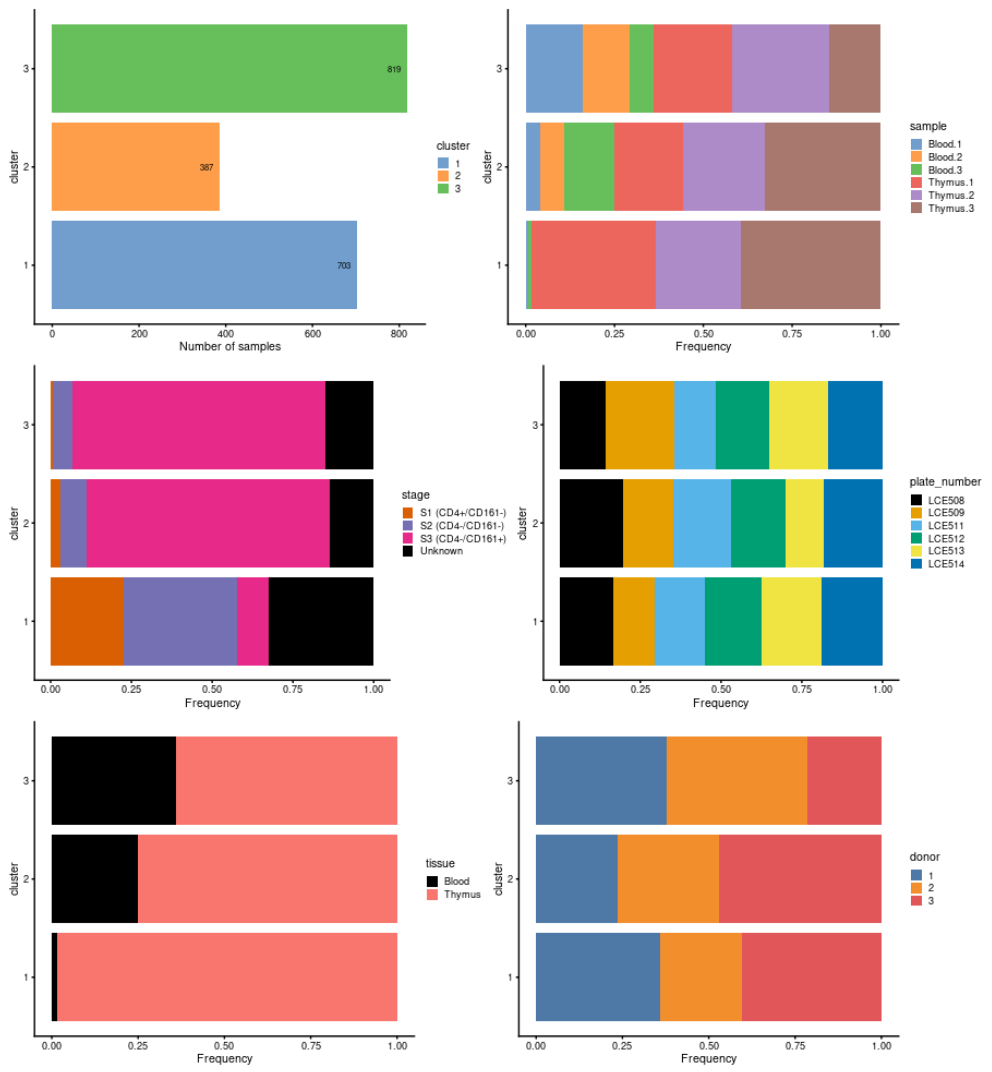 3
819
2
387
1
703
cluster
0
200
400
600
800
Number of samples
cluster
1
2
3
3
2
1
cluster
0.00
0.25
0.50
0.75
1.00
Frequency
sample
Blood.1
Blood.2
Blood.3
Thymus.1
Thymus.2
Thymus.3
3
2
1
cluster
0.00
0.25
0.50
0.75
1.00
Frequency
stage
S1 (CD4+/CD161-)
S2 (CD4-/CD161-)
S3 (CD4-/CD161+)
Unknown
3
2
1
cluster
0.00
0.25
0.50
0.75
1.00
Frequency
plate_number
LCE508
LCE509
LCE511
LCE512
LCE513
LCE514
3
2
1
cluster
0.00
0.25
0.50
0.75
1.00
Frequency
tissue
Blood
Thymus
3
2
1
cluster
0.00
0.25
0.50
0.75
1.00
Frequency
donor
1
2
3